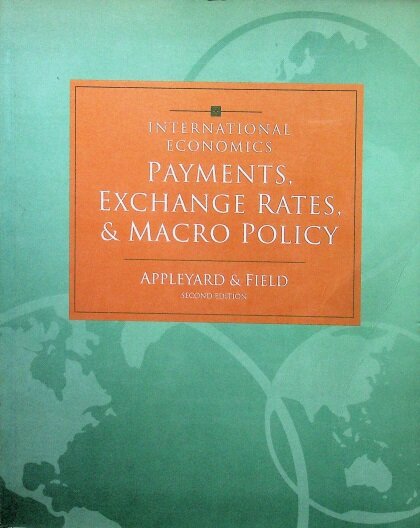 INTERNATIONAL
ECONOMICS
PAYMENTS,
EXCHANGE RATES,
& MACRO POLICY
APPLEYARD & FIELD
SECOND EDITION